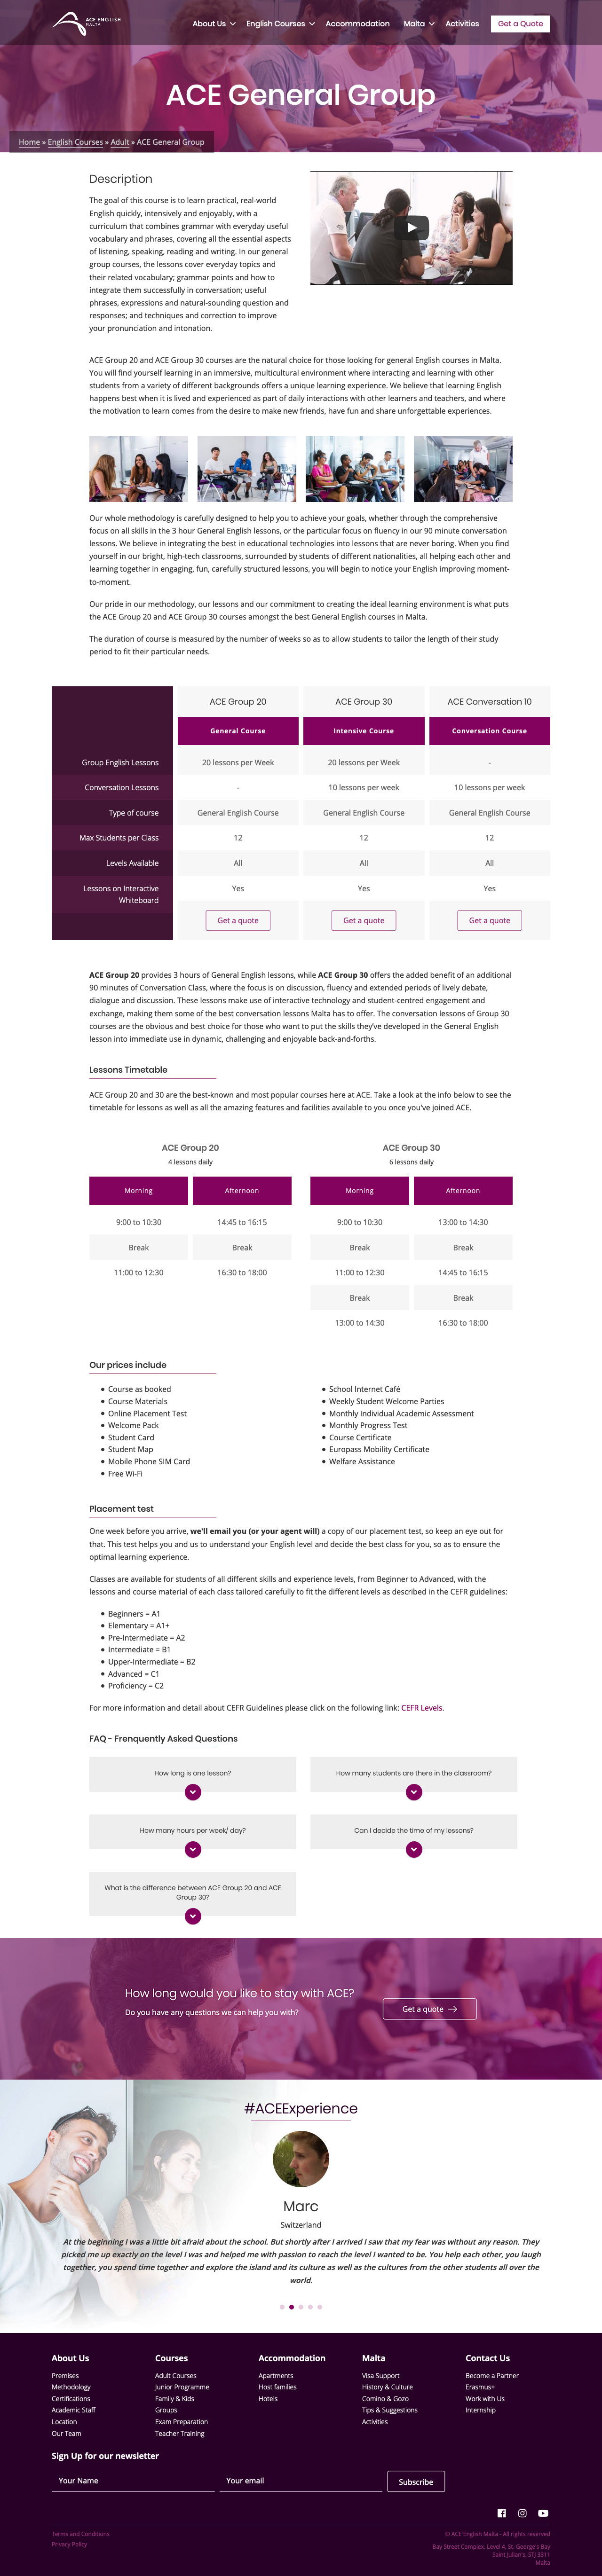 ACE ENGLISH
MALTA
About Us
English Courses
Accommodation
Malta
Activities
Get a Quote
ACE General Group
Home » English Courses » Adult » ACE General Group
Description
The goal of this course is to learn practical, real-world
English quickly, intensively and enjoyably, with a
curriculum that combines grammar with everyday useful
vocabulary and phrases, covering all the essential aspects
of listening, speaking, reading and writing. In our general
group courses, the lessons cover everyday topics and
their related vocabulary; grammar points and how to
integrate them successfully in conversation; useful
phrases, expressions and natural-sounding question and
responses; and techniques and correction to improve
your pronunciation and intonation.
ACE Group 20 and ACE Group 30 courses are the natural choice for those looking for general English courses in Malta.
You will find yourself learning in an immersive, multicultural environment where interacting and learning with other
students from a variety of different backgrounds offers a unique learning experience. We believe that learning English
happens best when it is lived and experienced as part of daily interactions with other learners and teachers, and where
the motivation to learn comes from the desire to make new friends, have fun and share unforgettable experiences.
Our whole methodology is carefully designed to help you to achieve your goals, whether through the comprehensive
focus on all skills in the 3 hour General English lessons, or the particular focus on fluency in our 90 minute conversation
lessons. We believe in integrating the best in educational technologies into lessons that are never boring. When you find
yourself in our bright, high-tech classrooms, surrounded by students of different nationalities, all helping each other and
learning together in engaging, fun, carefully structured lessons, you will begin to notice your English improving moment-
to-moment.
Our pride in our methodology, our lessons and our commitment to creating the ideal learning environment is what puts
the ACE Group 20 and ACE Group 30 courses amongst the best General English courses in Malta.
The duration of course is measured by the number of weeks so as to allow students to tailor the length of their study
period to fit their particular needs.
ACE Group 20 ACE Group 30 ACE Conversation 10
General Course Intensive Course Conversation Course
Group English Lessons 20 lessons per Week 20 lessons per Week -
Conversation Lessons - 10 lessons per week 10 lessons per week
Type of course General English Course General English Course General English Course
Max Students per Class 12 12 12
Levels Available All All All
Lessons on Interactive
Whiteboard Yes Yes Yes
Get a quote Get a quote Get a quote
ACE Group 20 provides 3 hours of General English lessons, while ACE Group 30 offers the added benefit of an additional
90 minutes of Conversation Class, where the focus is on discussion, fluency and extended periods of lively debate,
dialogue and discussion. These lessons make use of interactive technology and student-centred engagement and
exchange, making them some of the best conversation lessons Malta has to offer. The conversation lessons of Group 30
courses are the obvious and best choice for those who want to put the skills they've developed in the General English
lesson into immediate use in dynamic, challenging and enjoyable back-and-forths.
Lessons Timetable
ACE Group 20 and 30 are the best-known and most popular courses here at ACE. Take a look at the info below to see the
timetable for lessons as well as all the amazing features and facilities available to you once you've joined ACE.
ACE Group 20
4 lessons daily
Morning Afternoon
9:00 to 10:30 14:45 to 16:15
Break Break
11:00 to 12:30 16:30 to 18:00
ACE Group 30
6 lessons daily
Morning Afternoon
9:00 to 10:30 13:00 to 14:30
Break Break
11:00 to 12:30 14:45 to 16:15
Break Break
13:00 to 14:30 16:30 to 18:00
Our prices include
Course as booked
Course Materials
Online Placement Test
Welcome Pack
Student Card
Student Map
Mobile Phone SIM Card
Free Wi-Fi
School Internet Café
Weekly Student Welcome Parties
Monthly Individual Academic Assessment
Monthly Progress Test
Course Certificate
Europass Mobility Certificate
Welfare Assistance
Placement test
One week before you arrive, we'll email you (or your agent will) a copy of our placement test, so keep an eye out for
that. This test helps you and us to understand your English level and decide the best class for you, so as to ensure the
optimal learning experience.
Classes are available for students of all different skills and experience levels, from Beginner to Advanced, with the
lessons and course material of each class tailored carefully to fit the different levels as described in the CEFR guidelines:
Beginners = A1
Elementary = A1+
Pre-Intermediate = A2
Intermediate = B1
Upper-Intermediate = B2
Advanced = C1
Proficiency = C2
For more information and detail about CEFR Guidelines please click on the following link: CEFR Levels.
FAQ - Frenquently Asked Questions
How long is one lesson?
How many students are there in the classroom?
How many hours per week/ day?
Can I decide the time of my lessons?
What is the difference between ACE Group 20 and ACE
Group 30?
How long would you like to stay with ACE?
Do you have any questions we can help you with?
Get a quote
#ACEExperience
Marc
Switzerland
At the beginning I was a little bit afraid about the school. But shortly after I arrived I saw that my fear was without any reason. They
picked me up exactly on the level I was and helped me with passion to reach the level I wanted to be. You help each other, you laugh
together, you spend time together and explore the island and its culture as well as the cultures from the other students all over the
world.
About Us
Premises
Methodology
Certifications
Academic Staff
Location
Our Team
Courses
Adult Courses
Junior Programme
Family & Kids
Groups
Exam Preparation
Teacher Training
Accommodation
Apartments
Host families
Hotels
Malta
Visa Support
History & Culture
Comino & Gozo
Tips & Suggestions
Activities
Contact Us
Become a Partner
Erasmus+
Work with Us
Internship
Sign Up for our newsletter
Your Name
Your email
Subscribe
Terms and Conditions
Privacy Policy
© ACE English Malta - All rights reserved
Bay Street Complex, Level 4, St. George's Bay
Saint Julian's, STJ 3311
Malta